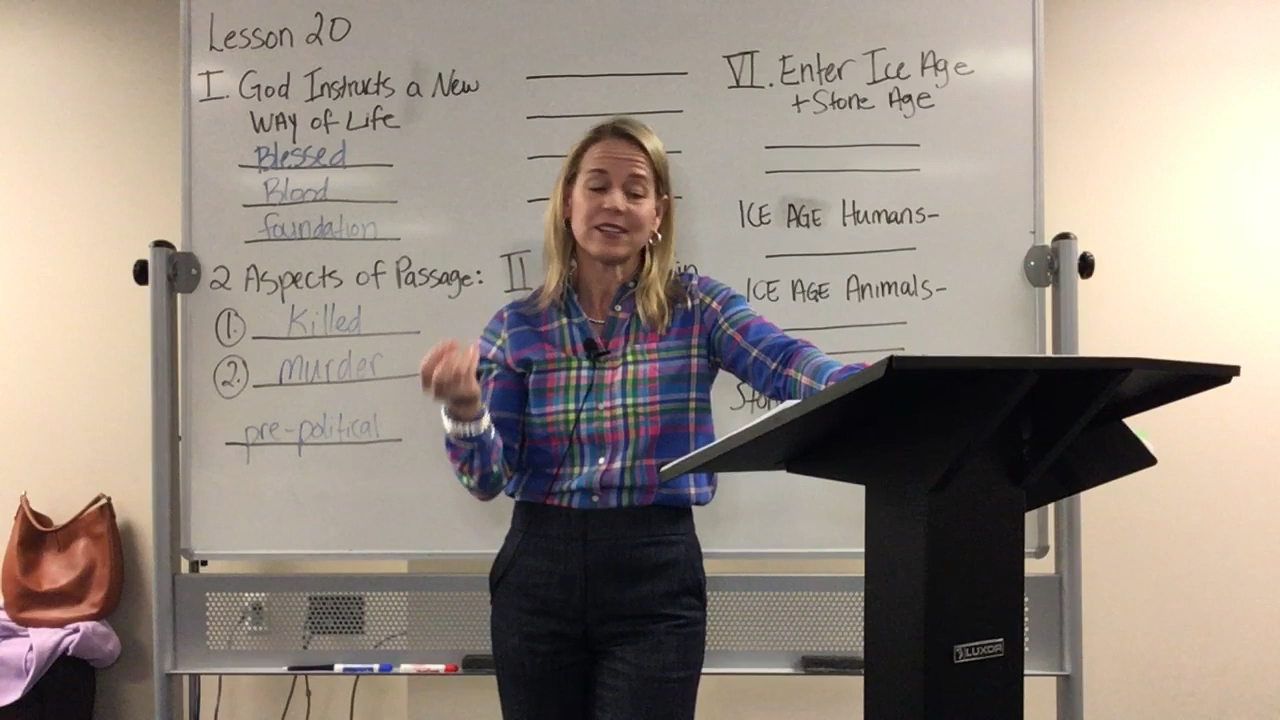 Lesson 20
I. God Instructs a New
WAY of Life
Blessed
Blood
foundation
2 Aspects of Passage:
1. Killed
2. Murder
pre-political
II
VI. Enter Ice Age
+ Stone Age
ICE AGE Humans-
ICE AGE Animals-
LUXOR